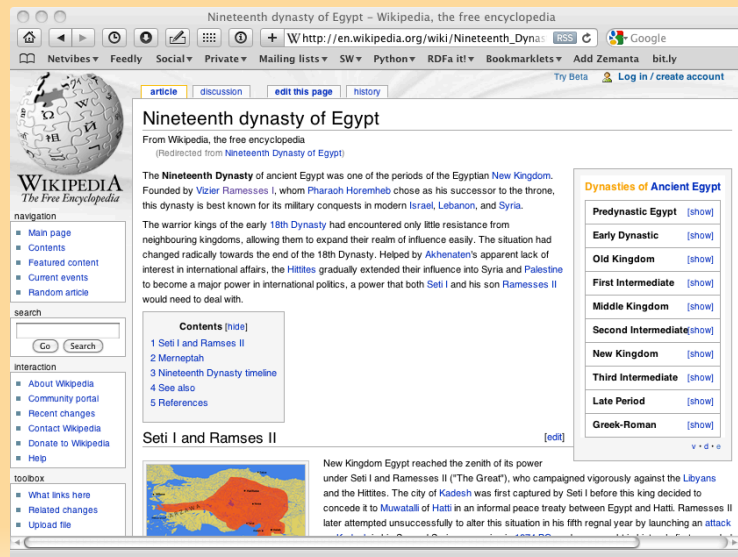 Nineteenth dynasty of Egypt – Wikipedia, the free encyclopedia
W http://en.wikipedia.org/wiki/Nineteenth_Dynas RSS Google
Netvibes Feedly Social Private Mailing lists SW Python RDFa it! Bookmarklets Add Zemanta bit.ly
Try Beta Log in / create account
article discussion edit this page history
WIKIPEDIA
The Free Encyclopedia
navigation
Main page
Contents
Featured content
Current events
Random article
search
Go Search
interaction
About Wikipedia
Community portal
Recent changes
Contact Wikipedia
Donate to Wikipedia
Help
toolbox
What links here
Related changes
Upload file
Nineteenth dynasty of Egypt
From Wikipedia, the free encyclopedia
(Redirected from Nineteenth Dynasty of Egypt)
The Nineteenth Dynasty of ancient Egypt was one of the periods of the Egyptian New Kingdom.
Founded by Vizier Ramesses I, whom Pharaoh Horemheb chose as his successor to the throne,
this dynasty is best known for its military conquests in modern Israel, Lebanon, and Syria.
The warrior kings of the early 18th Dynasty had encountered only little resistance from
neighbouring kingdoms, allowing them to expand their realm of influence easily. The situation had
changed radically towards the end of the 18th Dynasty. Helped by Akhenaten's apparent lack of
interest in international affairs, the Hittites gradually extended their influence into Syria and Palestine
to become a major power in international politics, a power that both Seti I and his son Ramesses II
would need to deal with.
Contents [hide]
1 Seti I and Ramses II
2 Merneptah
3 Nineteenth Dynasty timeline
4 See also
5 References
Dynasties of Ancient Egypt
Predynastic Egypt [show]
Early Dynastic [show]
Old Kingdom [show]
First Intermediate [show]
Middle Kingdom [show]
Second Intermediate [show]
New Kingdom [show]
Third Intermediate [show]
Late Period [show]
Greek-Roman [show]
v • d • e
Seti I and Ramses II [edit]
New Kingdom Egypt reached the zenith of its power
under Seti I and Ramesses II ("The Great"), who campaigned vigorously against the Libyans
and the Hittites. The city of Kadesh was first captured by Seti I before this king decided to
concede it to Muwatalli of Hatti in an informal peace treaty between Egypt and Hatti. Ramesses II
later attempted unsuccessfully to alter this situation in his fifth regnal year by launching an attack